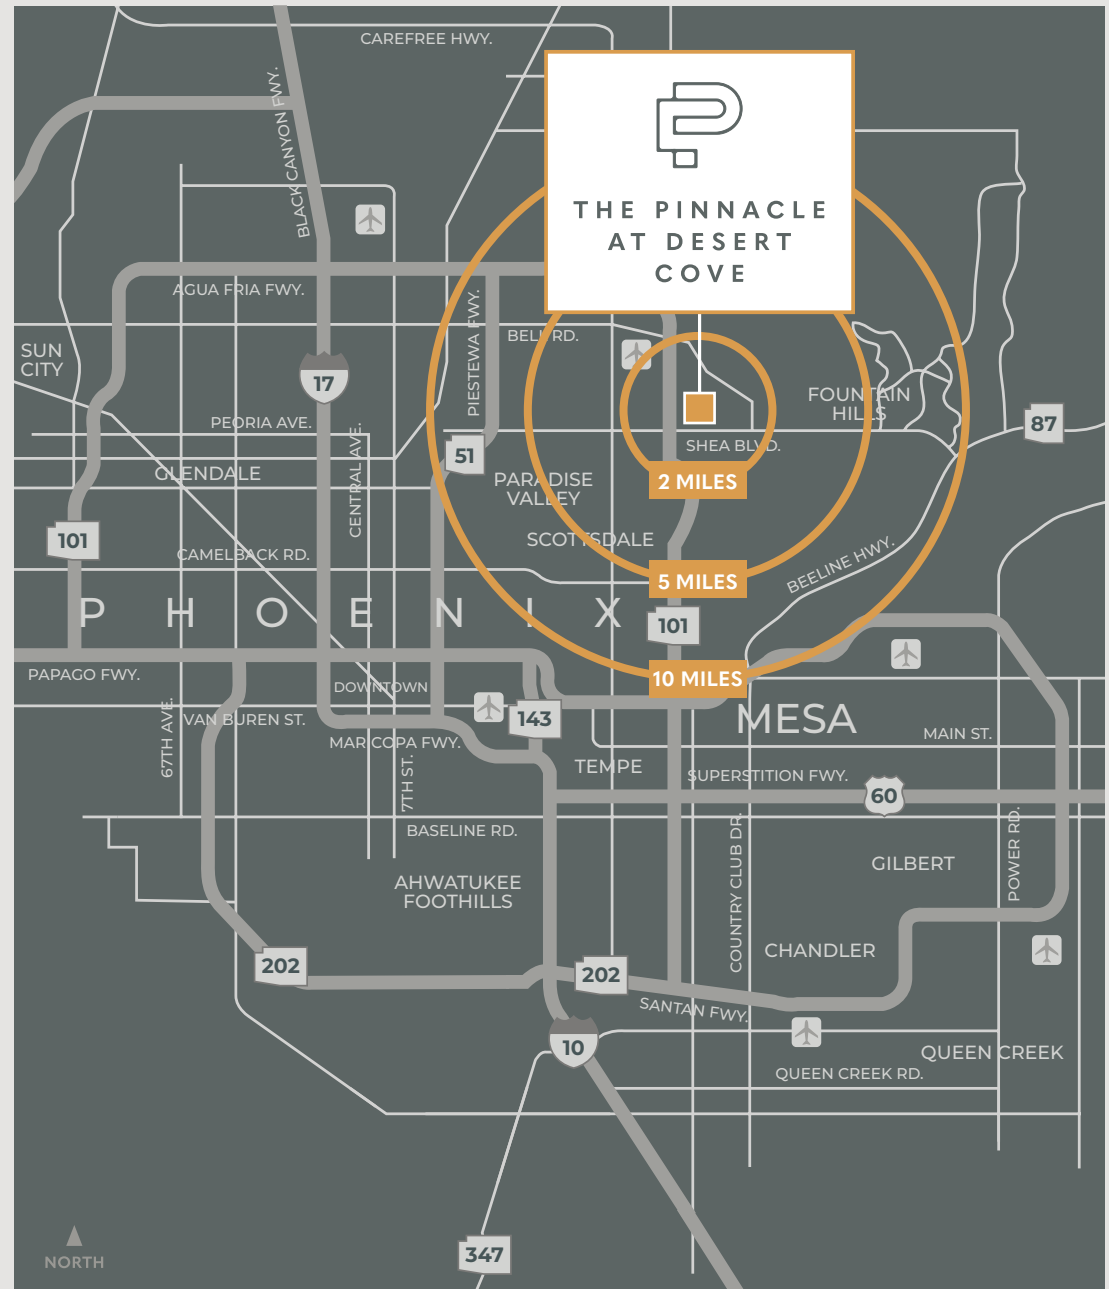 CAREFREE HWY.
BLACK CANYON FWY.
THE PINNACLE
AT DESERT
COVE
AGUA FRIA FWY.
PIESTEWA FWY.
BELL RD.
SUN
CITY
17
FOUNTAIN
HILLS
87
PEORIA AVE.
CENTRAL AVE.
51
SHEA BLVD.
GLENDALE
PARADISE
VALLEY
2 MILES
101
SCOTTSDALE
CAMELBACK RD.
5 MILES
BEELINE HWY.
PHOENIX
101
PAPAGO FWY.
DOWNTOWN
10 MILES
67TH AVE.
VAN BUREN ST.
143
MESA
MAIN ST.
MARICOPA FWY.
7TH ST.
TEMPE
SUPERSTITION FWY.
60
BASELINE RD.
COUNTRY CLUB DR.
POWER RD.
GILBERT
AHWATUKEE
FOOTHILLS
CHANDLER
202
202
SANTAN FWY.
10
QUEEN CREEK
QUEEN CREEK RD.
347
NORTH